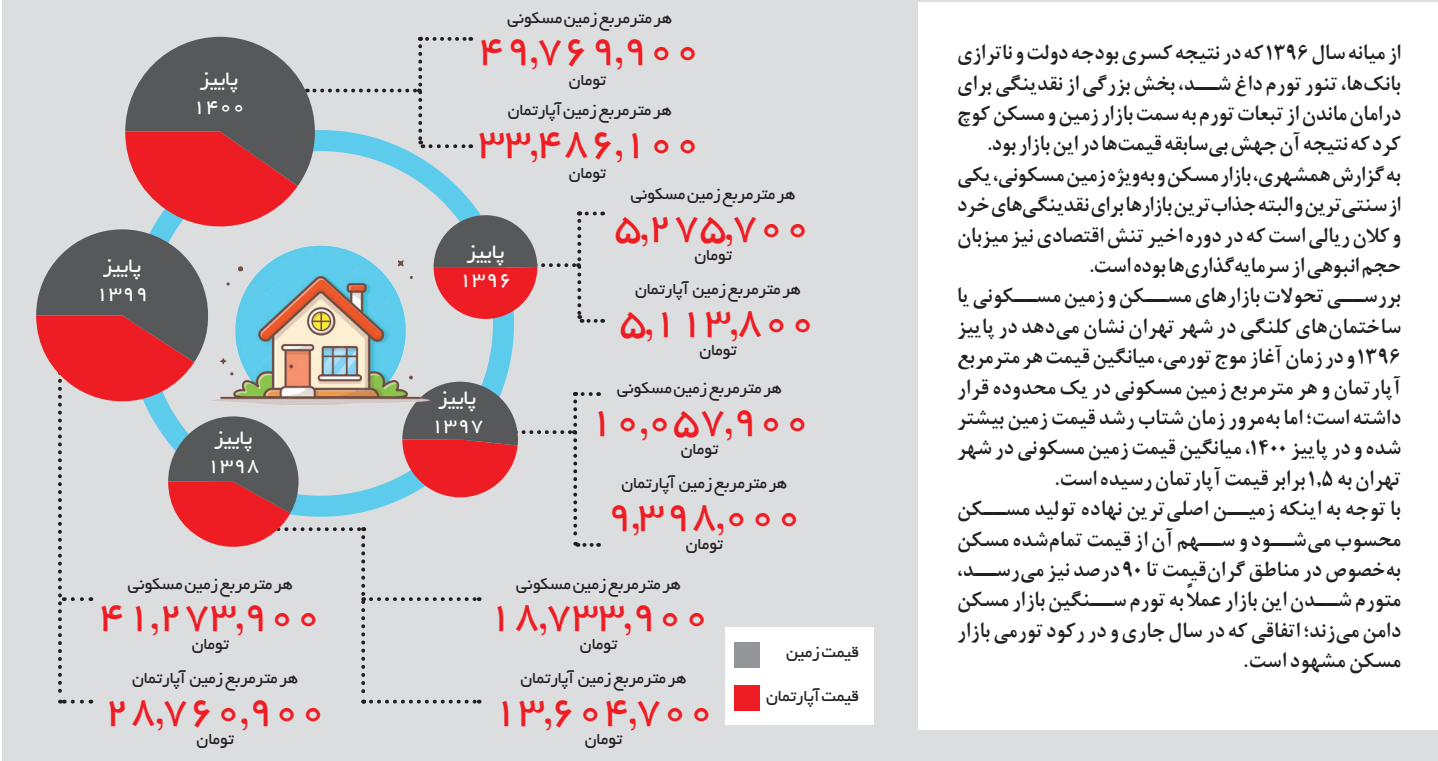 از میانه سال ۱۳۹۶ که در نتیجه کسری بودجه دولت و ناترازی
بانک‌ها، تنور تورم داغ شـــد، بخش بزرگی از نقدینگی برای
درامان ماندن از تبعات تورم به سمت بازار زمین و مسکن کوچ
کرد که نتیجه آن جهش بی‌سابقه قیمت‌ها در این بازار بود.
به گزارش همشهری، بازار مسکن و به‌ویژه زمین مسکونی، یکی
از سنتی‌ترین و البته جذاب‌ترین بازارها برای نقدینگی‌های خرد
و کلان ریالی است که در دوره اخیر تنش اقتصادی نیز میزبان
حجم انبوهی از سرمایه‌گذاری‌ها بوده است.
بررســـی تحولات بازارهای مســـکن و زمین مســـکونی یا
ساختمان‌های کلنگی در شهر تهران نشان می‌دهد در پاییز
۱۳۹۶ و در زمان آغاز موج تورمی، میانگین قیمت هر مترمربع
آپارتمان و هر مترمربع زمین مسکونی در یک محدوده قرار
داشته است؛ اما به‌مرور زمان شتاب رشد قیمت زمین بیشتر
شده و در پاییز ۱۴۰۰، میانگین قیمت زمین مسکونی در شهر
تهران به ۱٫۵ برابر قیمت آپارتمان رسیده است.
با توجه به اینکه زمیـــن اصلی‌ترین نهاده تولید مســـکن
محسوب می‌شـــود و ســـهم آن از قیمت تمام‌شده مسکن
به‌خصوص در مناطق گران‌قیمت تا ۹۰ درصد نیز می‌رســـد،
متورم شـــدن این بازار عملاً به تورم ســـنگین بازار مسکن
دامن می‌زند؛ اتفاقی که در سال جاری و در رکود تورمی بازار
مسکن مشهود است.
پاییز
۱۴۰۰
هر مترمربع زمین مسکونی
۴۹,۷۶۹,۹۰۰
تومان
هر مترمربع زمین آپارتمان
۳۳,۴۸۶,۱۰۰
تومان
پاییز
۱۳۹۶
هر مترمربع زمین مسکونی
۵,۲۷۵,۷۰۰
تومان
هر مترمربع زمین آپارتمان
۵,۱۱۳,۸۰۰
تومان
پاییز
۱۳۹۷
هر مترمربع زمین مسکونی
۱۰,۰۵۷,۹۰۰
تومان
هر مترمربع زمین آپارتمان
۹,۳۹۸,۰۰۰
تومان
پاییز
۱۳۹۸
هر مترمربع زمین مسکونی
۱۸,۷۳۳,۹۰۰
تومان
هر مترمربع زمین آپارتمان
۱۳,۶۰۴,۷۰۰
تومان
پاییز
۱۳۹۹
هر مترمربع زمین مسکونی
۴۱,۲۷۳,۹۰۰
تومان
هر مترمربع زمین آپارتمان
۲۸,۷۶۰,۹۰۰
تومان
قیمت زمین
قیمت آپارتمان